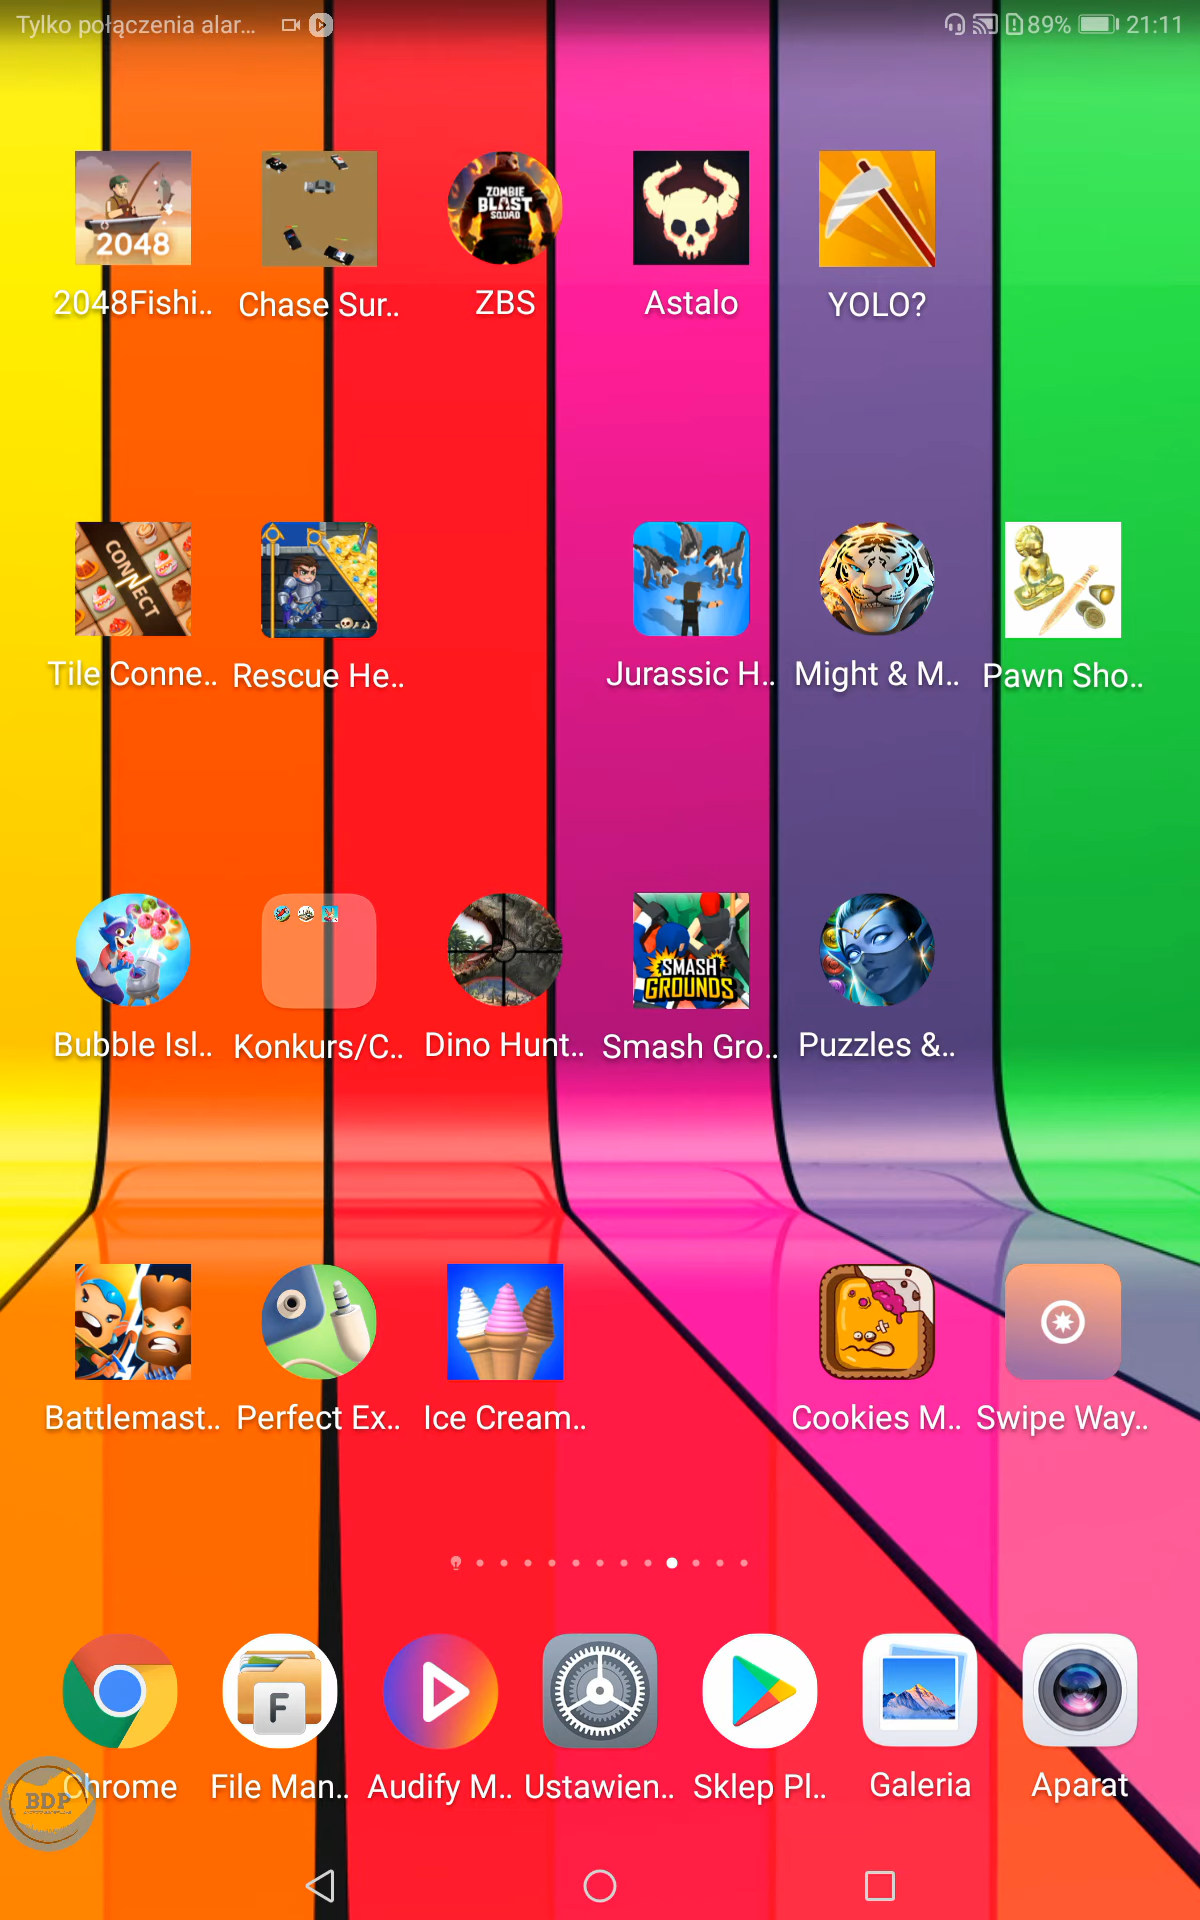 Tylko połączenia alar...
89%
21:11
2048
ZOMBIE
BLAST
SQUAD
2048Fishi..
Chase Sur..
ZBS
Astalo
YOLO?
CONNECT
Tile Conne..
Rescue He..
Jurassic H..
Might & M..
Pawn Sho..
SMASH
GROUNDS
Bubble Isl..
Konkurs/C..
Dino Hunt..
Smash Gro..
Puzzles &..
Battlemast..
Perfect Ex..
Ice Cream..
Cookies M..
Swipe Way..
F
Chrome
File Man..
Audify M..
Ustawien..
Sklep Pl..
Galeria
Aparat
BDP